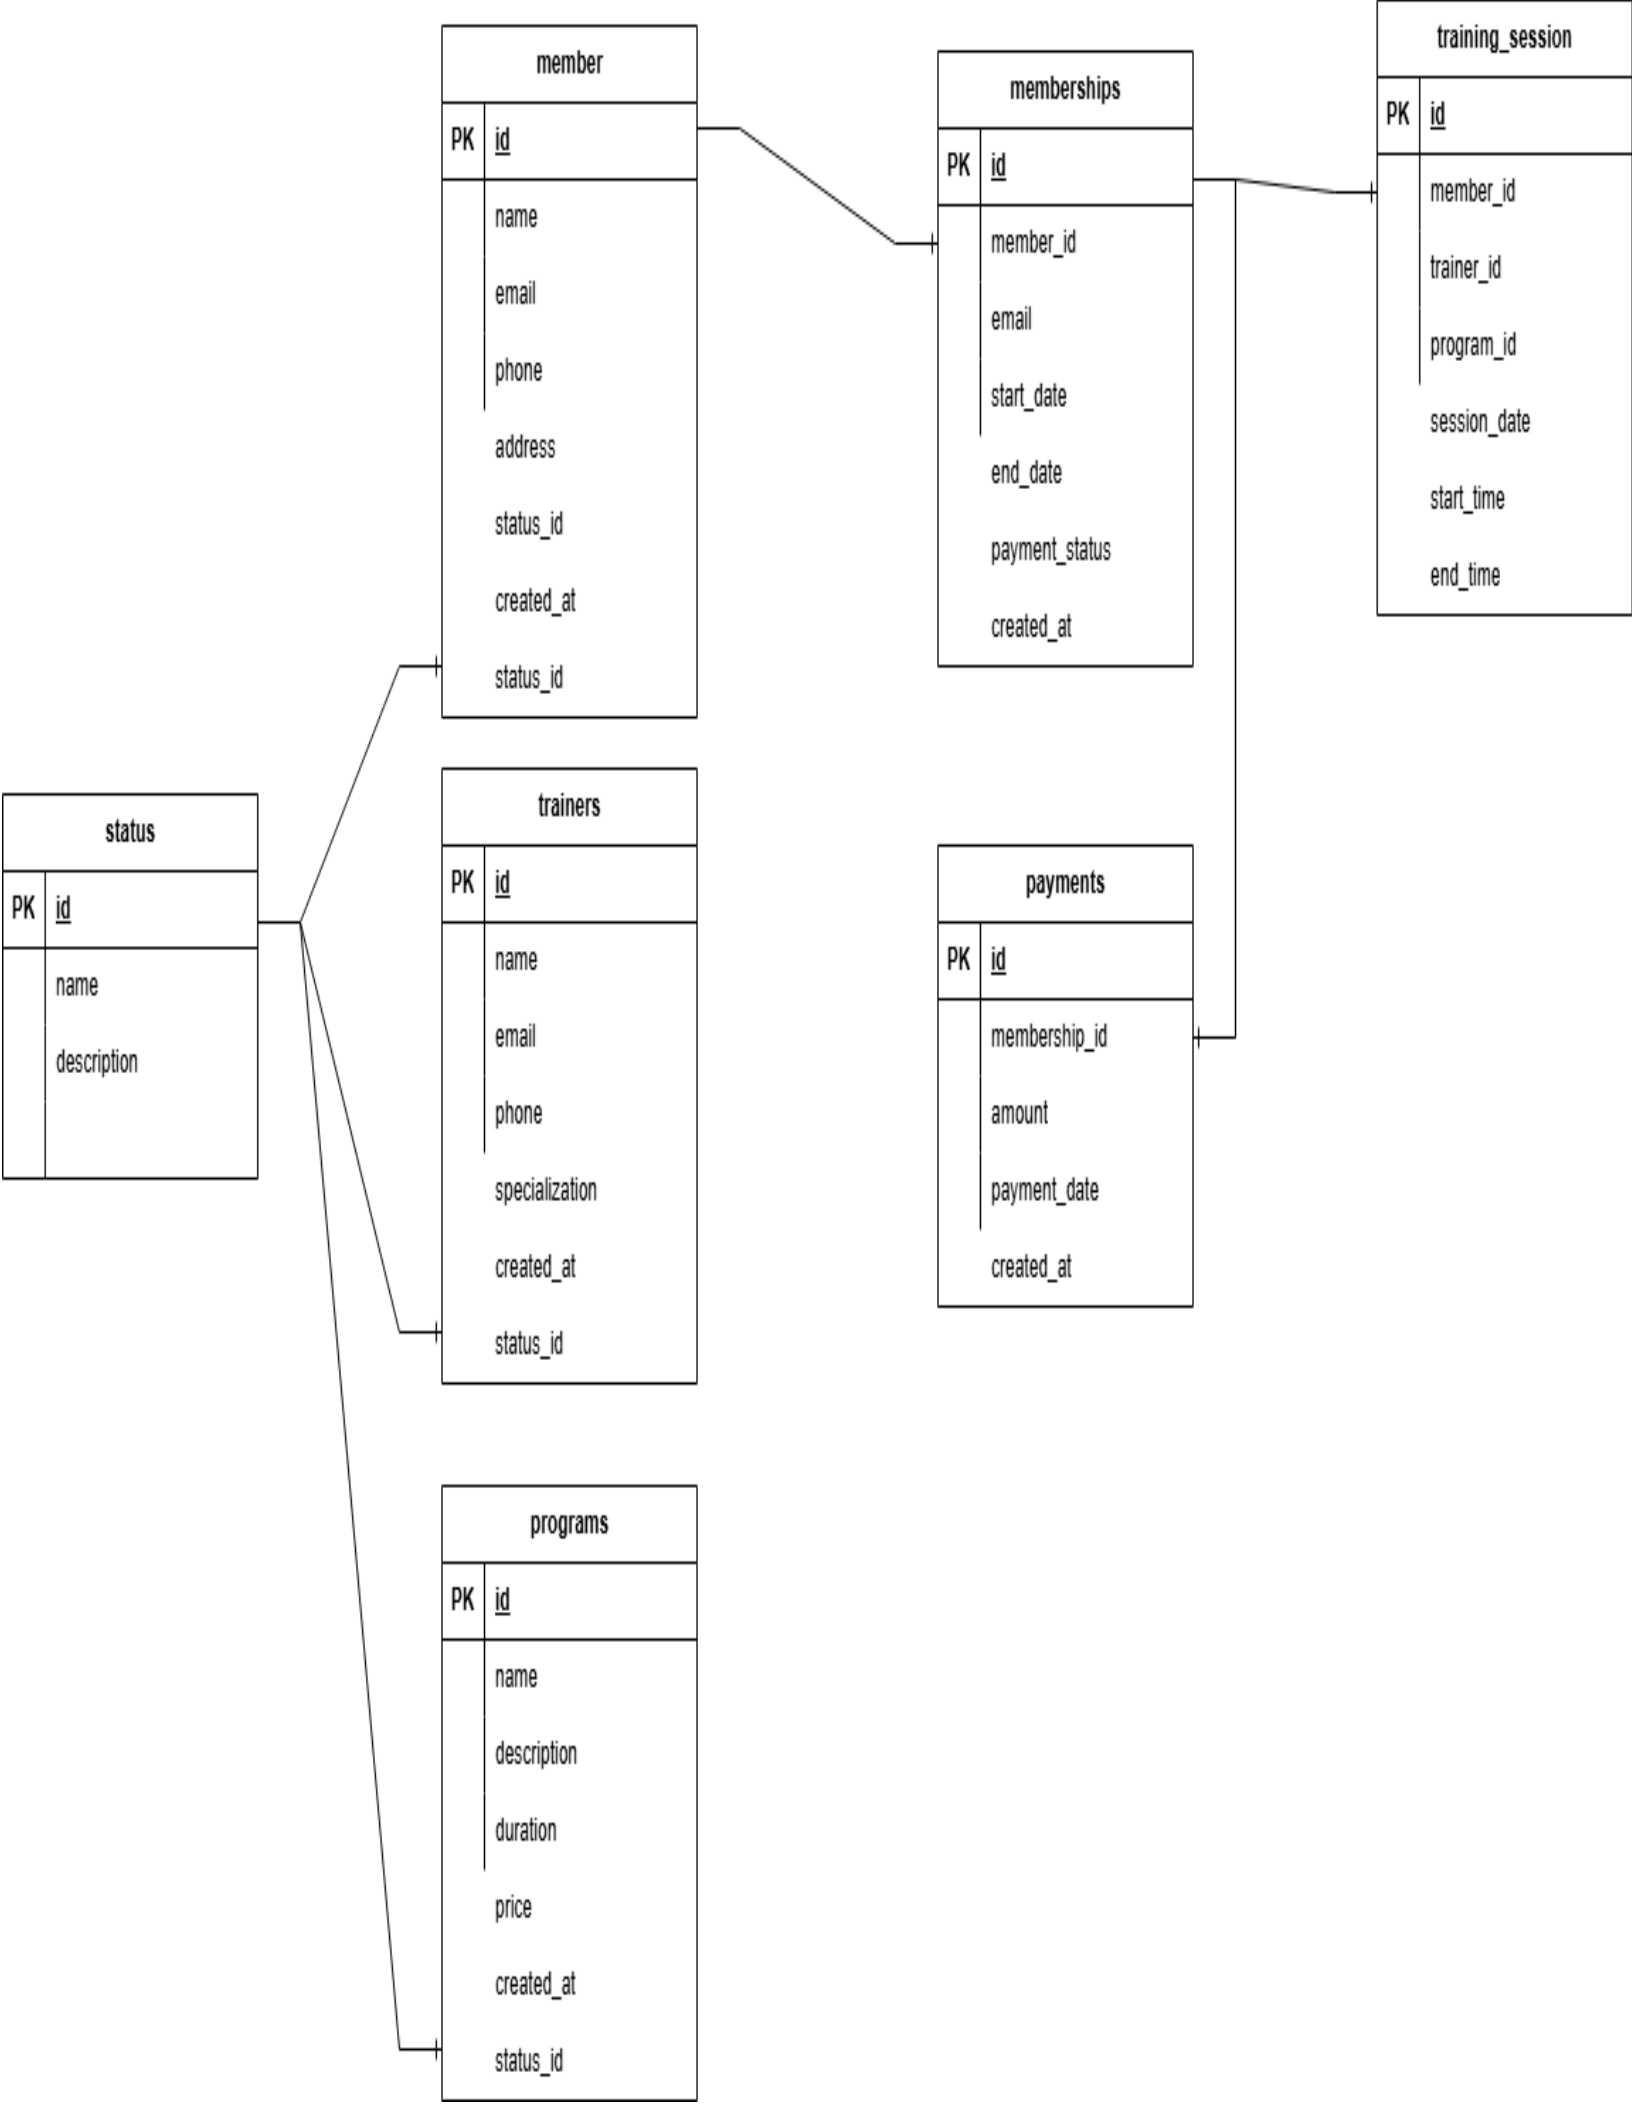 member
PK id
name
email
phone
address
status_id
created_at
status_id
memberships
PK id
member_id
email
start_date
end_date
payment_status
created_at
training_session
PK id
member_id
trainer_id
program_id
session_date
start_time
end_time
status
PK id
name
description
trainers
PK id
name
email
phone
specialization
created_at
status_id
payments
PK id
membership_id
amount
payment_date
created_at
programs
PK id
name
description
duration
price
created_at
status_id